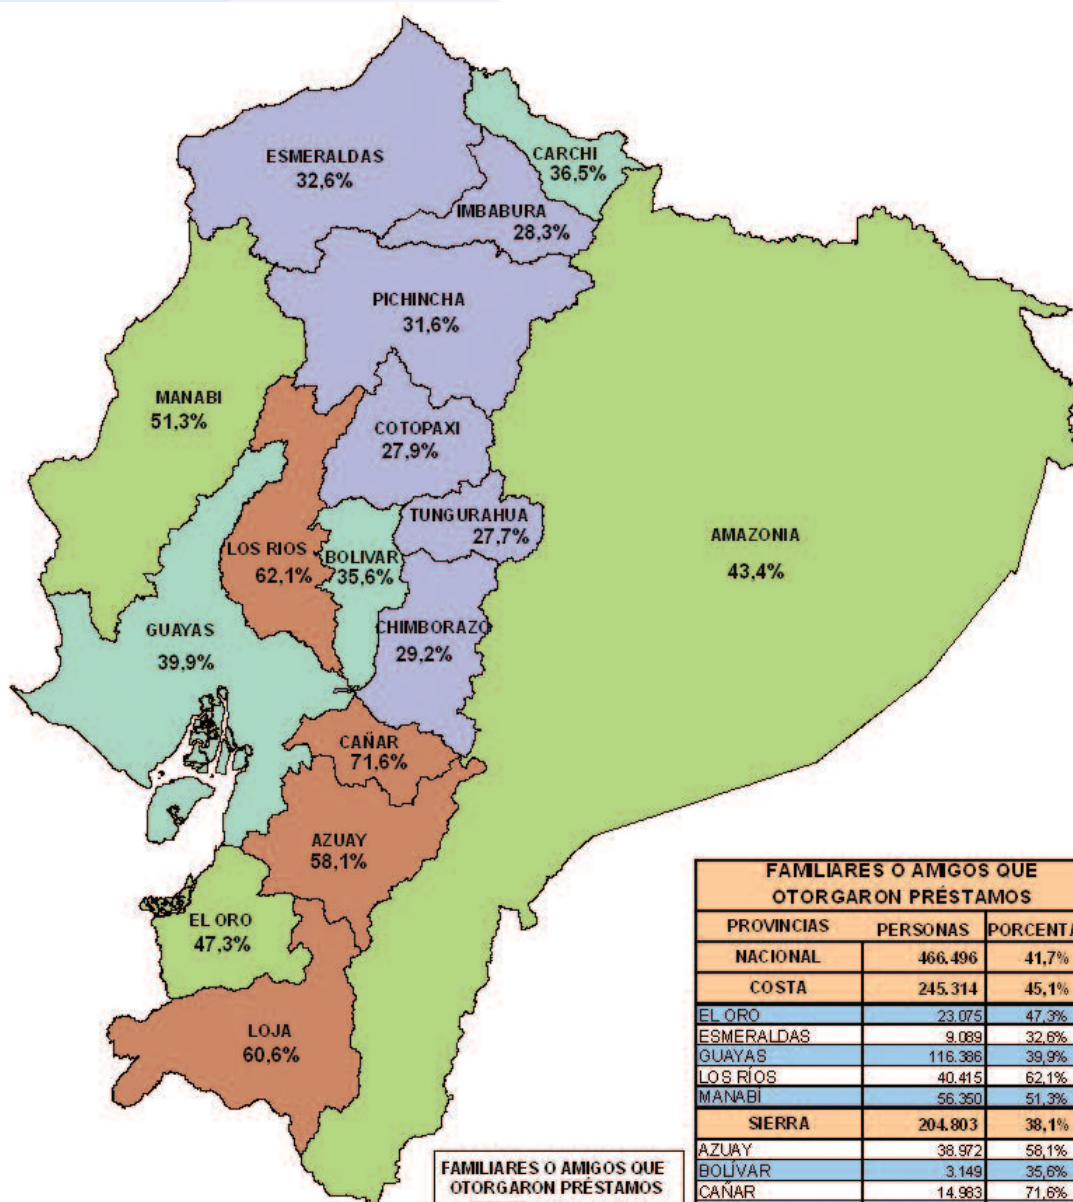 ESMERALDAS
32,6%
CARCHI
36,5%
IMBABURA
28,3%
PICHINCHA
31,6%
MANABI
51,3%
COTOPAXI
27,9%
TUNGURAHUA
27,7%
AMAZONIA
43,4%
LOS RIOS
62,1%
BOLIVAR
35,6%
GUAYAS
39,9%
CHIMBORAZO
29,2%
CAÑAR
71,6%
AZUAY
58,1%
EL ORO
47,3%
LOJA
60,6%
FAMILIARES O AMIGOS QUE
OTORGARON PRÉSTAMOS
FAMILIARES O AMIGOS QUE
OTORGARON PRÉSTAMOS
PROVINCIAS PERSONAS PORCENTA
NACIONAL 466.496 41,7%
COSTA 245.314 45,1%
EL ORO 23.075 47,3%
ESMERALDAS 9.089 32,6%
GUAYAS 116.386 39,9%
LOS RÍOS 40.415 62,1%
MANABÍ 56.350 51,3%
SIERRA 204.803 38,1%
AZUAY 38.972 58,1%
BOLÍVAR 3.149 35,6%
CAÑAR 14.983 71,6%